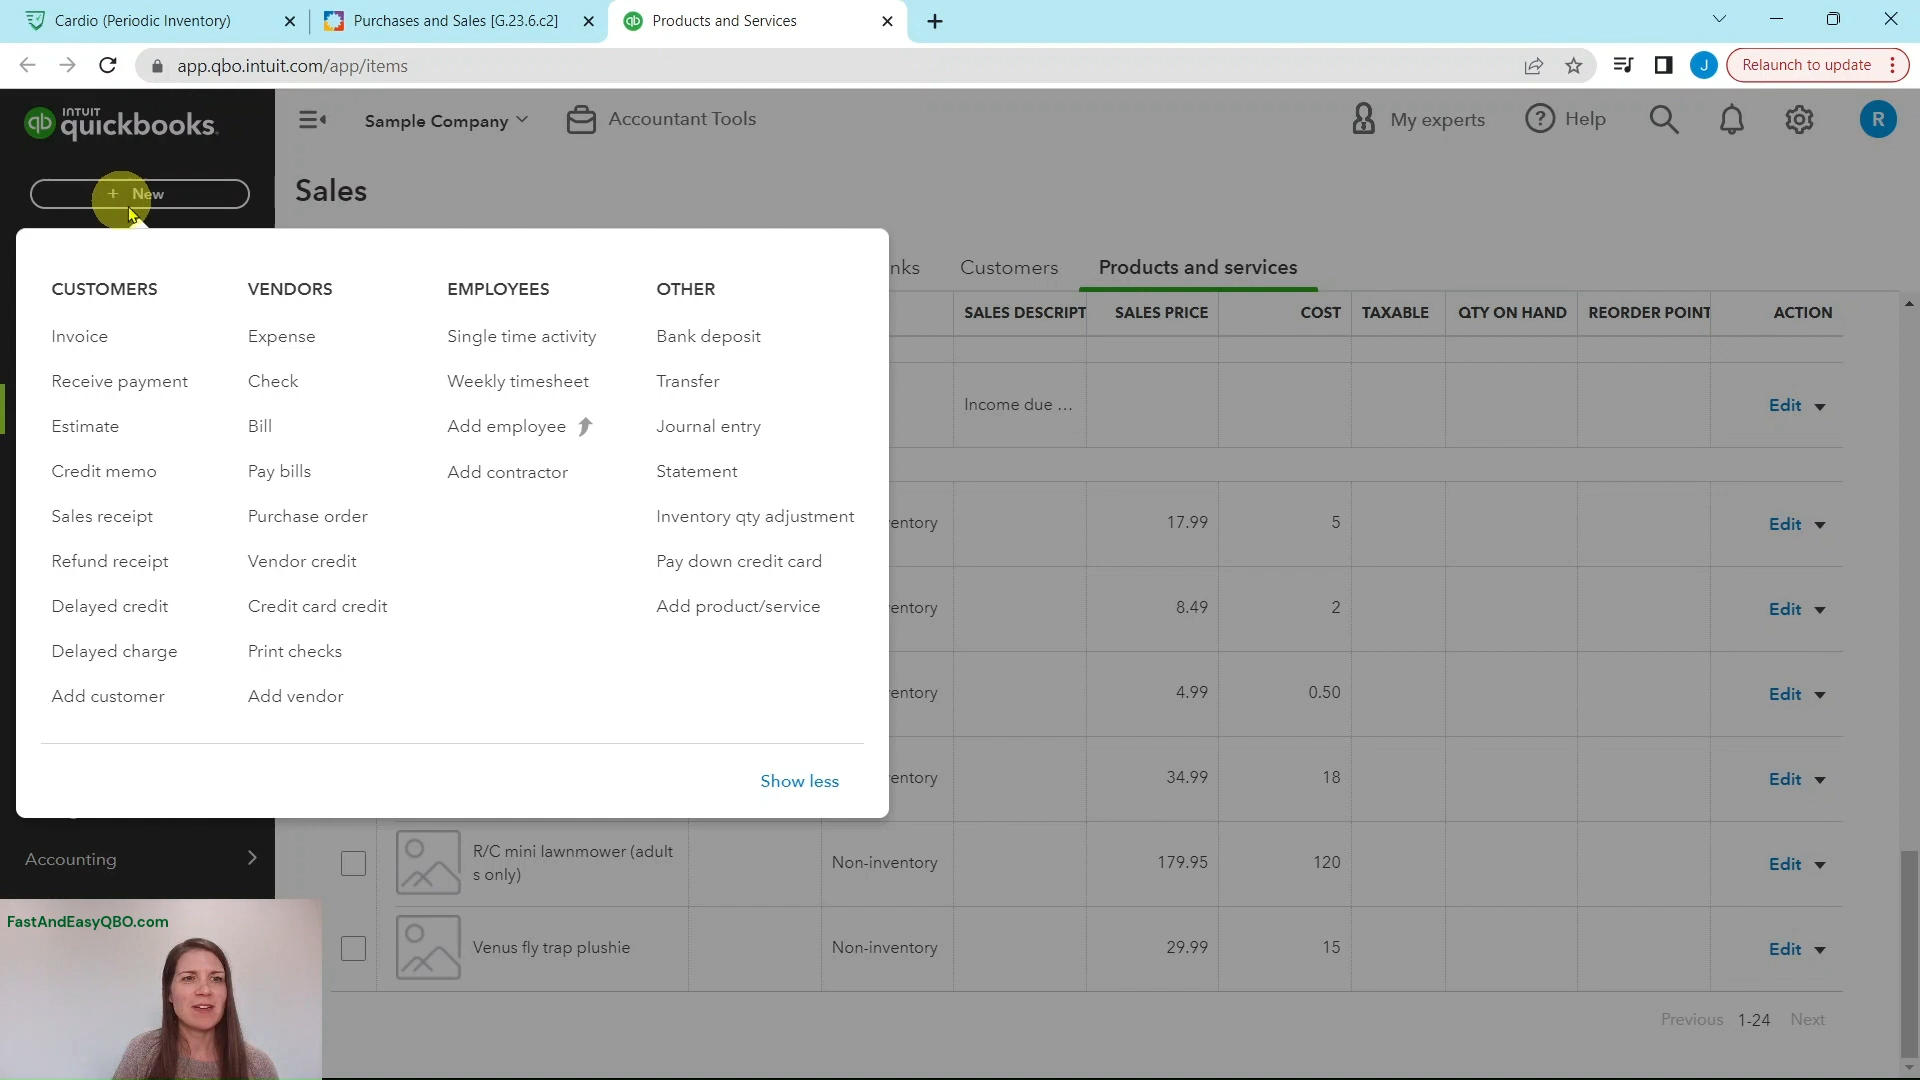 Cardio (Periodic Inventory)
Purchases and Sales [G.23.6.c2]
Products and Services
app.qbo.intuit.com/app/items
J
Relaunch to update
qb
INTUIT
quickbooks.
Sample Company
Accountant Tools
My experts
? Help
R
+ New
Sales
nks
Customers
Products and services
SALES DESCRIPT
SALES PRICE
COST
TAXABLE
QTY ON HAND
REORDER POINT
ACTION
CUSTOMERS
Invoice
Receive payment
Estimate
Credit memo
Sales receipt
Refund receipt
Delayed credit
Delayed charge
Add customer
VENDORS
Expense
Check
Bill
Pay bills
Purchase order
Vendor credit
Credit card credit
Print checks
Add vendor
EMPLOYEES
Single time activity
Weekly timesheet
Add employee
Add contractor
OTHER
Bank deposit
Transfer
Journal entry
Statement
Inventory qty adjustment
Pay down credit card
Add product/service
Show less
Income due ... Edit
entory 17.99 5 Edit
entory 8.49 2 Edit
entory 4.99 0.50 Edit
entory 34.99 18 Edit
R/C mini lawnmower (adult
s only)
Non-inventory 179.95 120 Edit
Venus fly trap plushie Non-inventory 29.99 15 Edit
Previous 1-24 Next
Accounting
FastAndEasyQBO.com